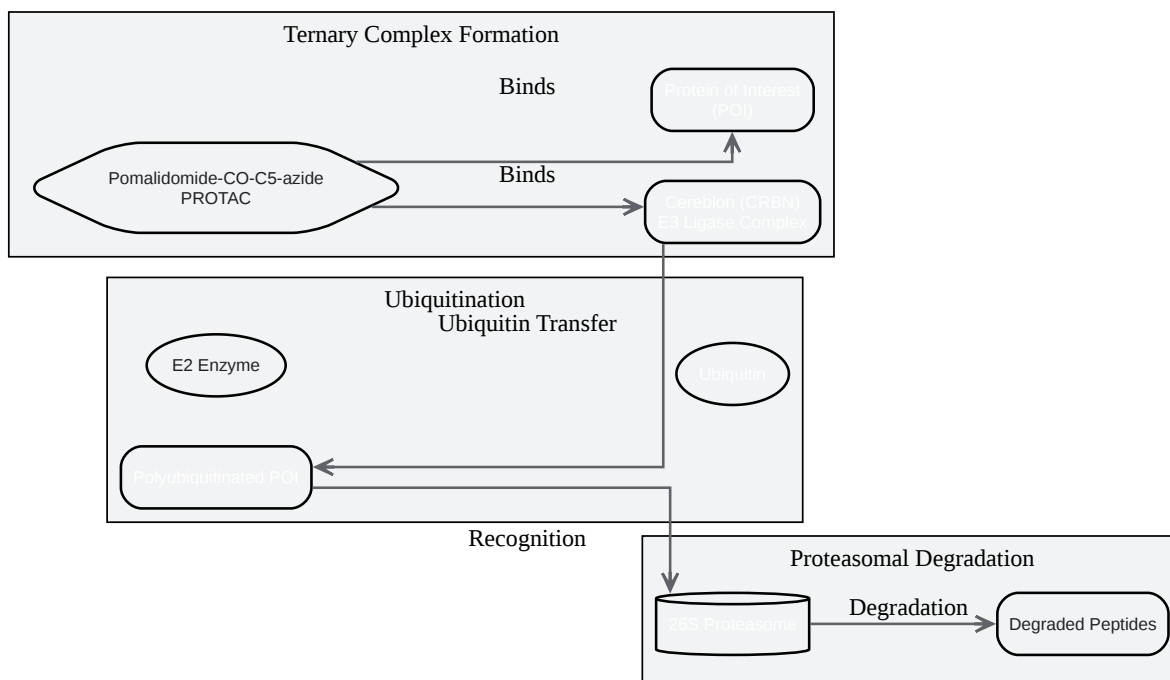 Ternary Complex Formation
Binds
Protein of Interest
(POI)
Pomalidomide-CO-C5-azide
PROTAC
Binds
Cereblon (CRBN)
E3 Ligase Complex
Ubiquitination
Ubiquitin Transfer
E2 Enzyme
Ubiquitin
Polyubiquitinated POI
Recognition
Proteasomal Degradation
26S Proteasome
Degradation
Degraded Peptides